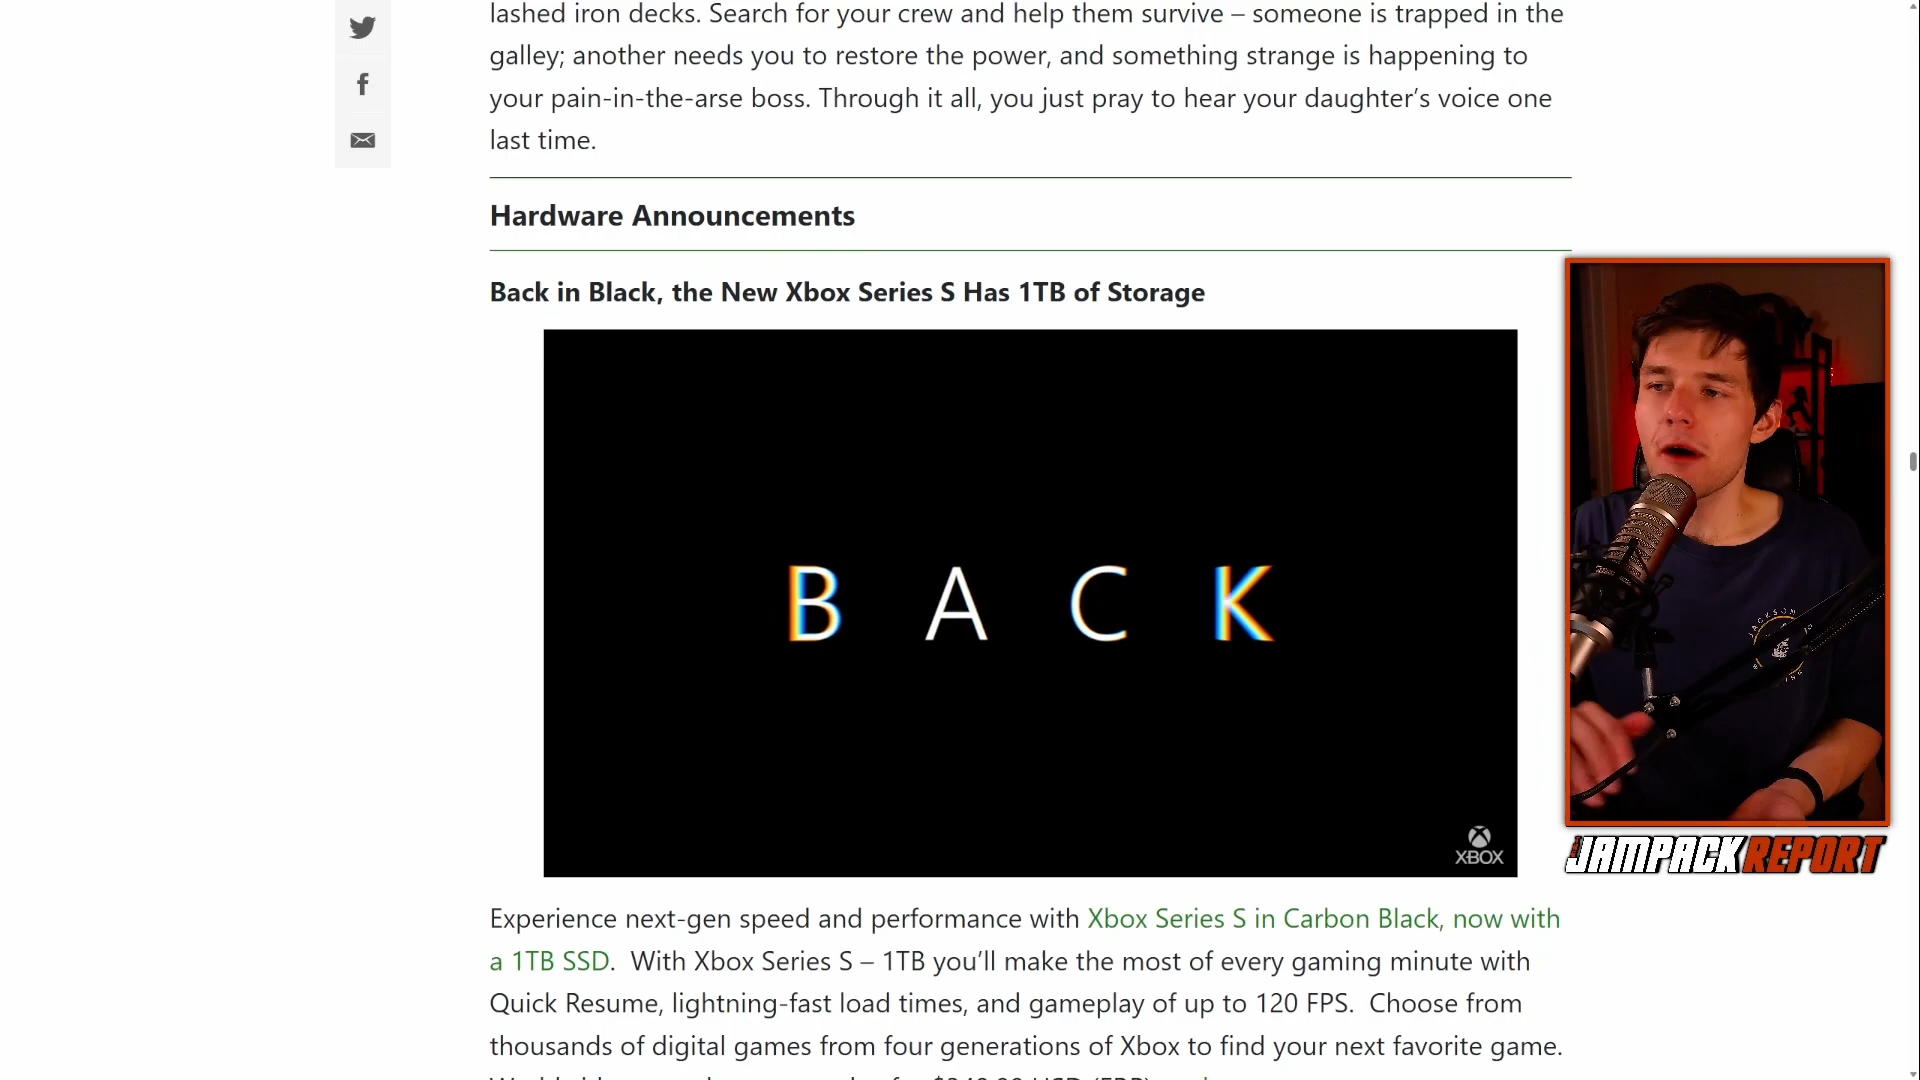 lashed iron decks. Search for your crew and help them survive – someone is trapped in the
galley; another needs you to restore the power, and something strange is happening to
your pain-in-the-arse boss. Through it all, you just pray to hear your daughter’s voice one
last time.
Hardware Announcements
Back in Black, the New Xbox Series S Has 1TB of Storage
BACK
XBOX
JACKSON
JAMPACK REPORT
Experience next-gen speed and performance with Xbox Series S in Carbon Black, now with
a 1TB SSD. With Xbox Series S – 1TB you’ll make the most of every gaming minute with
Quick Resume, lightning-fast load times, and gameplay of up to 120 FPS. Choose from
thousands of digital games from four generations of Xbox to find your next favorite game.